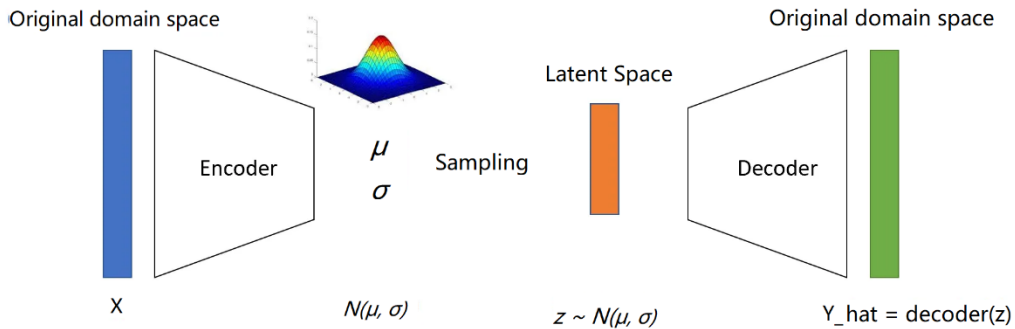 Original domain space
Original domain space
Latent Space
Encoder
μ
σ
Sampling
Decoder
X
N(μ, σ)
z ~ N(μ, σ)
Y_hat = decoder(z)